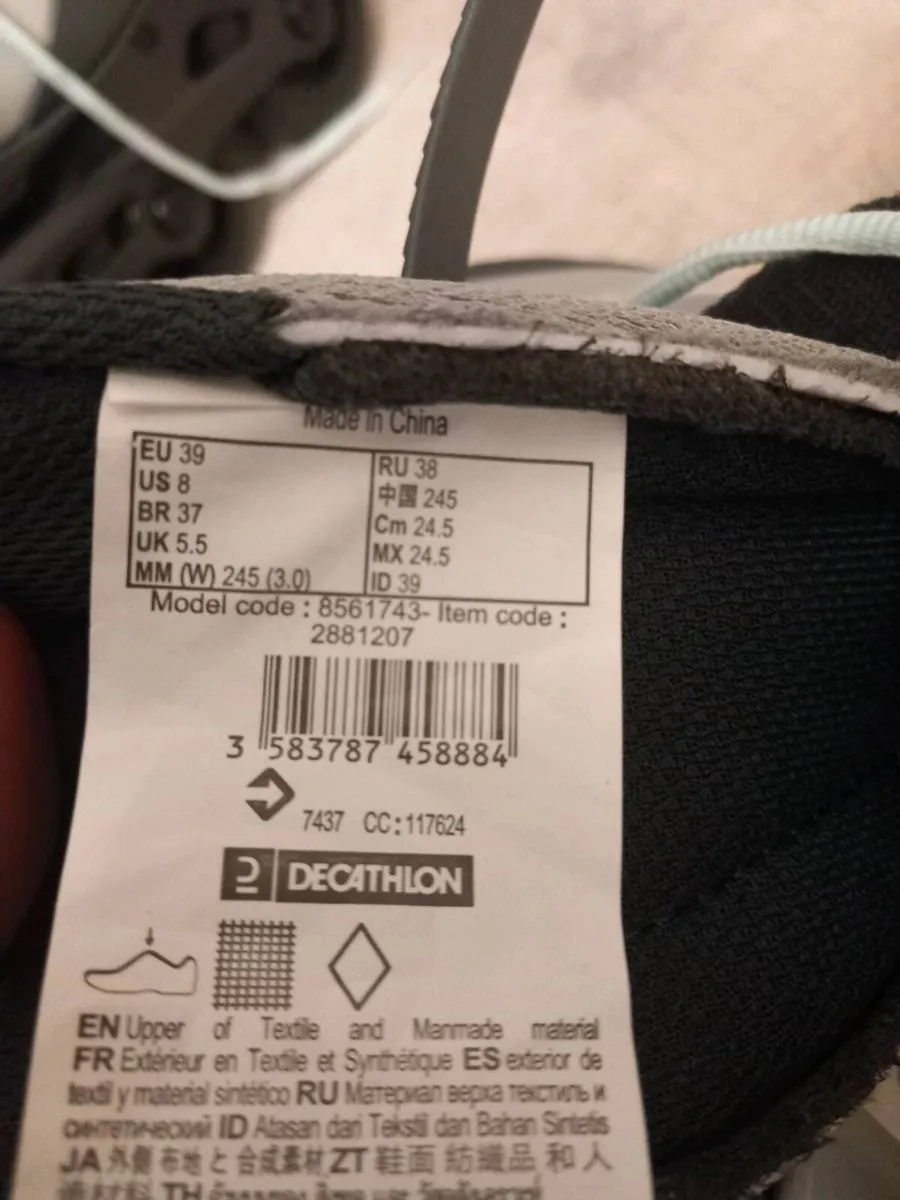 Made in China
EU 39
US 8
BR 37
UK 5.5
MM (W) 245 (3.0)
RU 38
中国 245
Cm 24.5
MX 24.5
ID 39
Model code : 8561743- Item code :
2881207
3 583787 458884
7437 CC:117624
DECATHLON
EN Upper of Textile and Manmade material
FR Extérieur en Textile et Synthétique ES exterior de
textil y material sintético RU Материал верха текстиль и
синтетический ID Atasan dari Tekstil dan Bahan Sintetis
JA 外側 布地 と 合成素材 ZT 鞋面 紡織品 和 人
造材料 TH